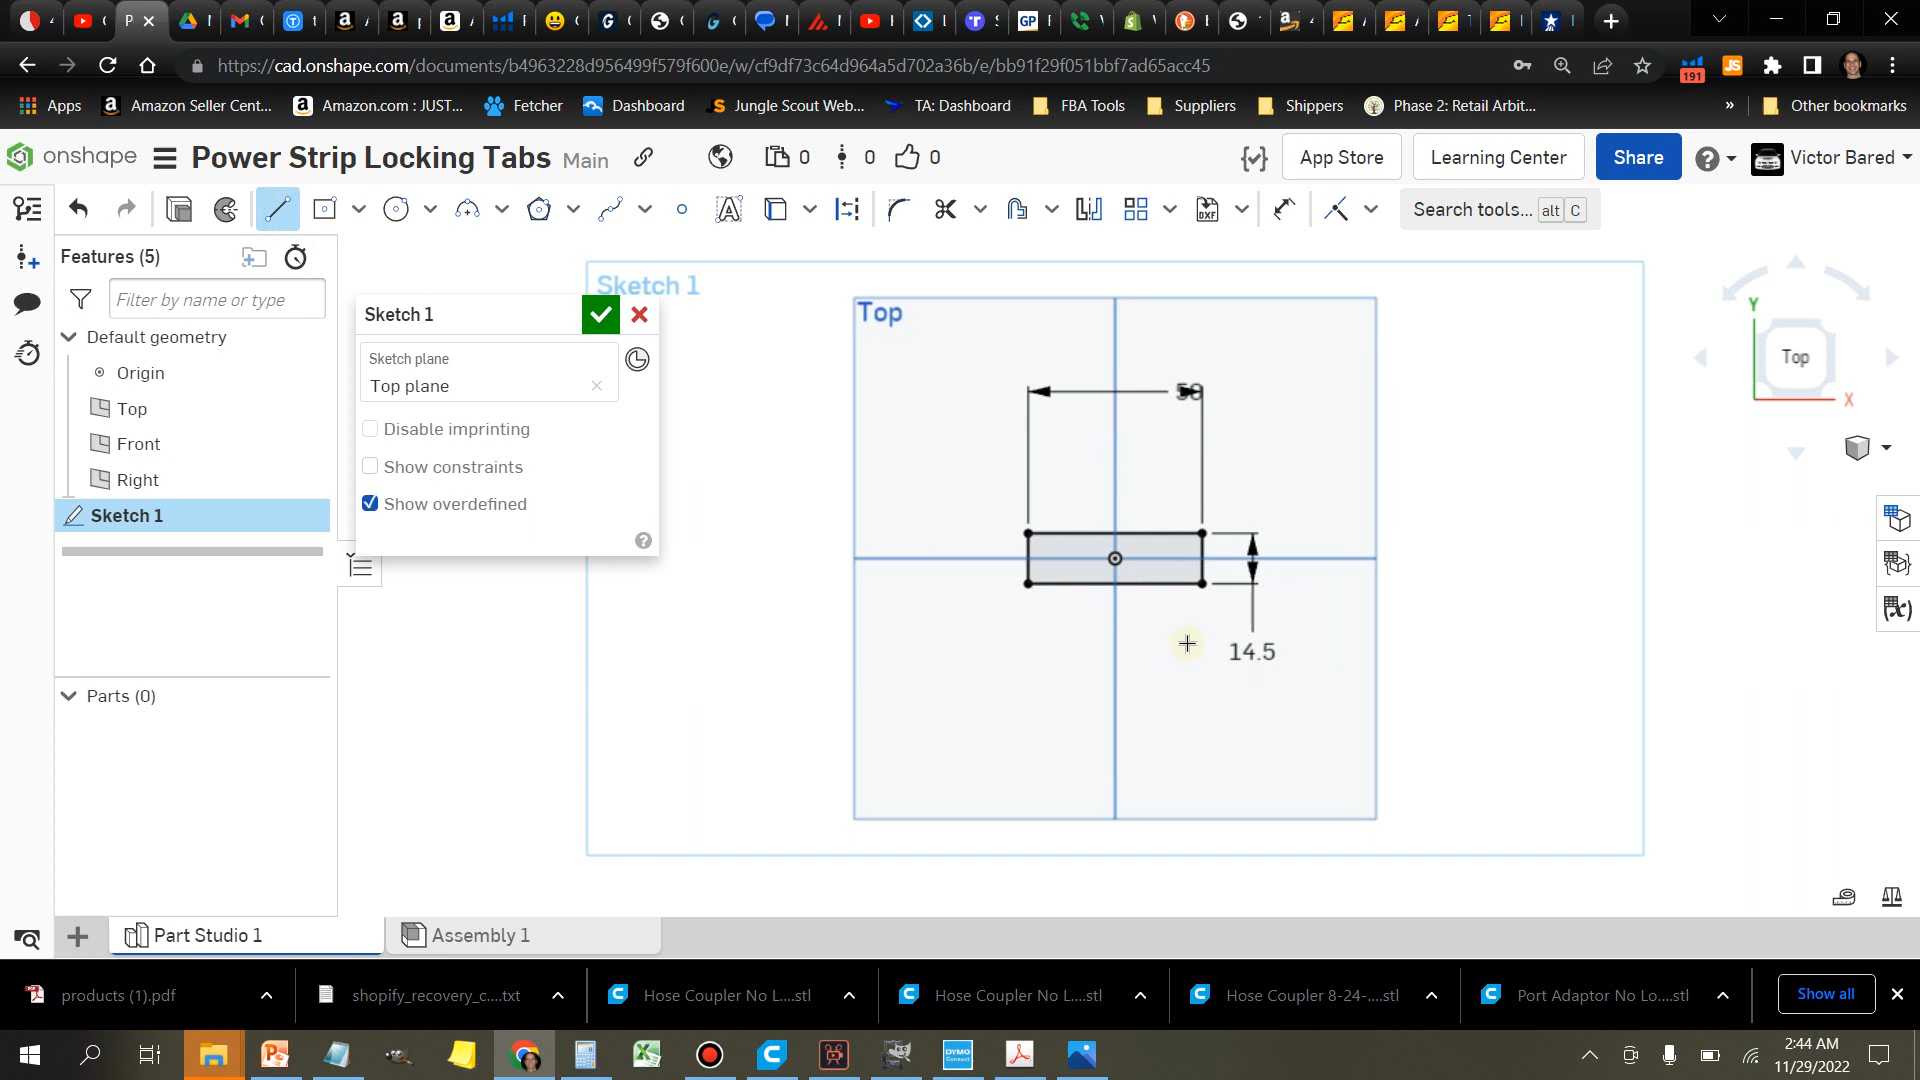 https://cad.onshape.com/documents/b4963228d956499f579f600e/w/cf9df73c64d964a5d702a36b/e/bb91f29f051bbf7ad65acc45
191
Apps
Amazon Seller Cent...
Amazon.com : JUST...
Fetcher
Dashboard
Jungle Scout Web...
TA: Dashboard
FBA Tools
Suppliers
Shippers
Phase 2: Retail Arbit...
»
Other bookmarks
onshape
Power Strip Locking Tabs Main
0
0
0
App Store
Learning Center
Share
Victor Bared
Search tools... alt C
Features (5)
Filter by name or type
Default geometry
Origin
Top
Front
Right
Sketch 1
Parts (0)
Sketch 1
Sketch plane
Top plane
Disable imprinting
Show constraints
Show overdefined
Sketch 1
Top
14.5
Y
Top
X
Part Studio 1
Assembly 1
products (1).pdf
shopify_recovery_c....txt
Hose Coupler No L....stl
Hose Coupler No L....stl
Hose Coupler 8-24-....stl
Port Adaptor No Lo....stl
Show all
2:44 AM
11/29/2022